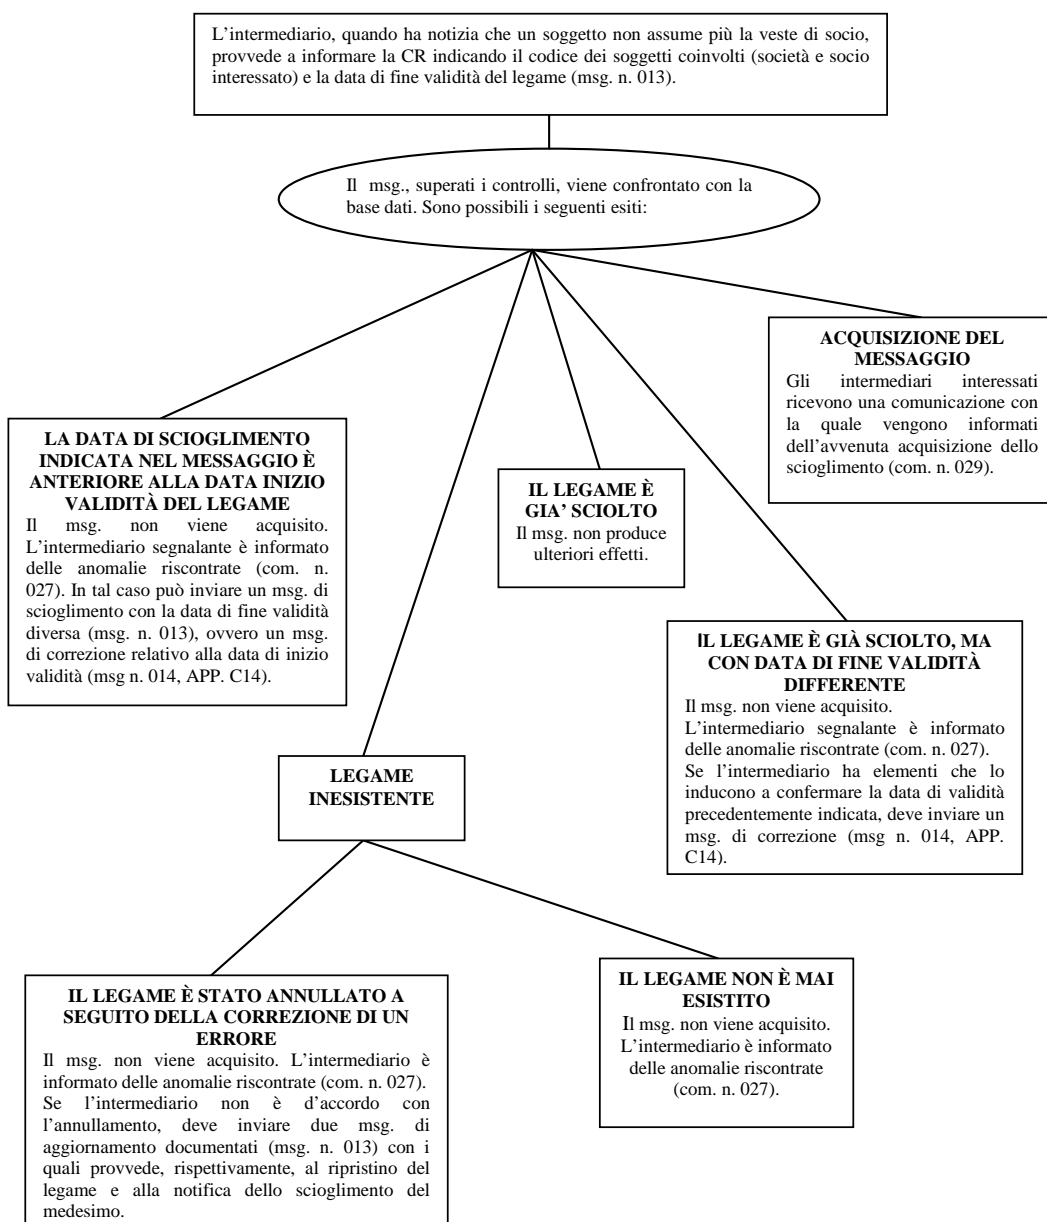 L'intermediario, quando ha notizia che un soggetto non assume più la veste di socio,
provvede a informare la CR indicando il codice dei soggetti coinvolti (società e socio
interessato) e la data di fine validità del legame (msg. n. 013).
Il msg., superati i controlli, viene confrontato con la
base dati. Sono possibili i seguenti esiti:
ACQUISIZIONE DEL
MESSAGGIO
Gli intermediari interessati
ricevono una comunicazione con
la quale vengono informati
dell'avvenuta acquisizione dello
scioglimento (com. n. 029).
LA DATA DI SCIOGLIMENTO
INDICATA NEL MESSAGGIO È
ANTERIORE ALLA DATA INIZIO
VALIDITÀ DEL LEGAME
Il msg. non viene acquisito.
L'intermediario segnalante è informato
delle anomalie riscontrate (com. n.
027). In tal caso può inviare un msg. di
scioglimento con la data di fine validità
diversa (msg. n. 013), ovvero un msg.
di correzione relativo alla data di inizio
validità (msg n. 014, APP. C14).
IL LEGAME È
GIA' SCIOLTO
Il msg. non produce
ulteriori effetti.
IL LEGAME È GIÀ SCIOLTO, MA
CON DATA DI FINE VALIDITÀ
DIFFERENTE
Il msg. non viene acquisito.
L'intermediario segnalante è informato
delle anomalie riscontrate (com. n. 027).
Se l'intermediario ha elementi che lo
inducono a confermare la data di validità
precedentemente indicata, deve inviare un
msg. di correzione (msg n. 014, APP.
C14).
LEGAME
INESISTENTE
IL LEGAME È STATO ANNULLATO A
SEGUITO DELLA CORREZIONE DI UN
ERRORE
Il msg. non viene acquisito. L'intermediario è
informato delle anomalie riscontrate (com. n. 027).
Se l'intermediario non è d'accordo con
l'annullamento, deve inviare due msg. di
aggiornamento documentati (msg. n. 013) con i
quali provvede, rispettivamente, al ripristino del
legame e alla notifica dello scioglimento del
medesimo.
IL LEGAME NON È MAI
ESISTITO
Il msg. non viene acquisito.
L'intermediario è informato
delle anomalie riscontrate
(com. n. 027).